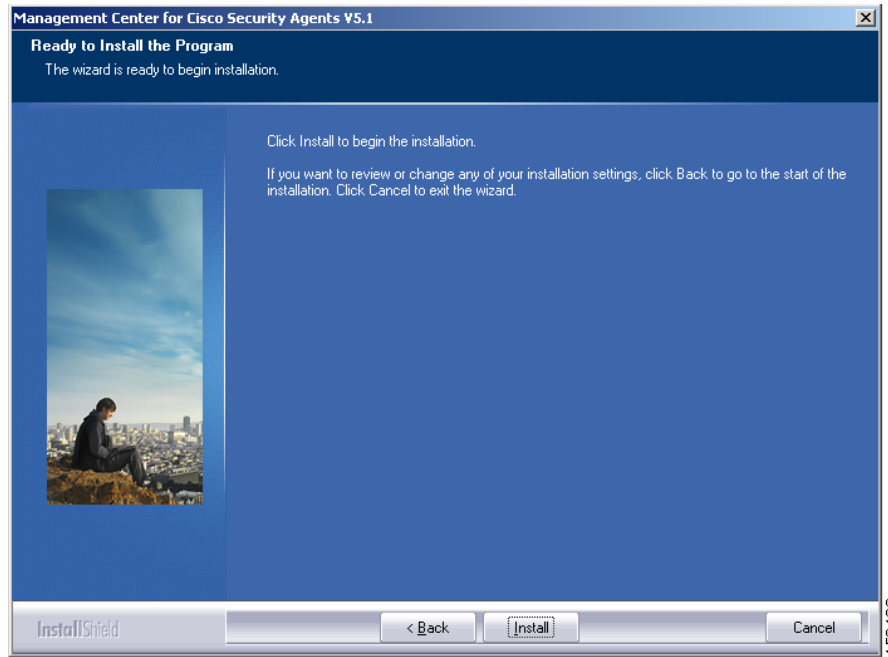 Management Center for Cisco Security Agents V5.1
Ready to Install the Program
The wizard is ready to begin installation.
Click Install to begin the installation.
If you want to review or change any of your installation settings, click Back to go to the start of the
installation. Click Cancel to exit the wizard.
InstallShield
< Back
Install
Cancel